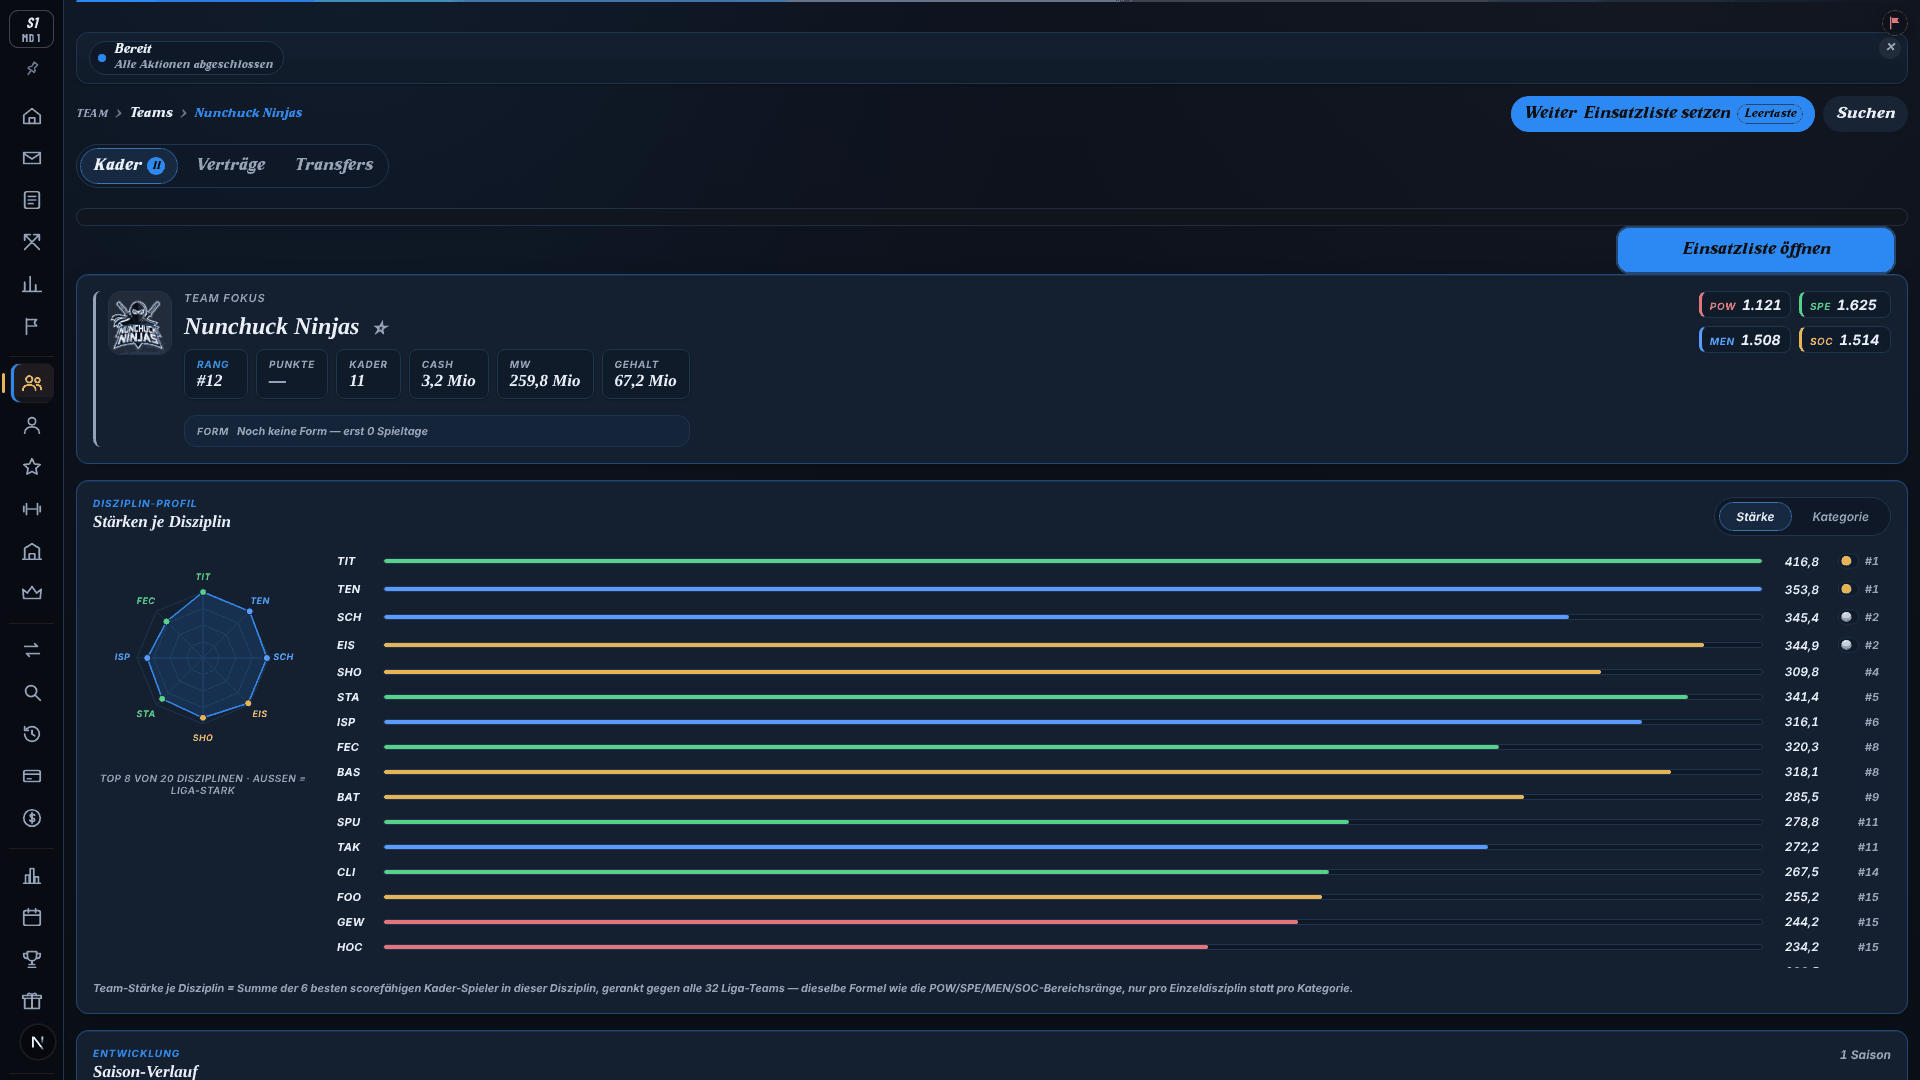 S1
MD 1
Bereit
Alle Aktionen abgeschlossen
TEAM > Teams > Nunchuck Ninjas
Weiter Einsatzliste setzen Leertaste
Suchen
Kader 11
Verträge
Transfers
Einsatzliste öffnen
NUNCHUCK
NINJAS
TEAM FOKUS
Nunchuck Ninjas
RANG
#12
PUNKTE
—
KADER
11
CASH
3,2 Mio
MW
259,8 Mio
GEHALT
67,2 Mio
FORM Noch keine Form — erst 0 Spieltage
POW 1.121
SPE 1.625
MEN 1.508
SOC 1.514
DISZIPLIN-PROFIL
Stärken je Disziplin
Stärke
Kategorie
TIT
TEN
SCH
EIS
SHO
STA
ISP
FEC
TOP 8 VON 20 DISZIPLINEN · AUSSEN =
LIGA-STARK
TIT 416,8 #1
TEN 353,8 #1
SCH 345,4 #2
EIS 344,9 #2
SHO 309,8 #4
STA 341,4 #5
ISP 316,1 #6
FEC 320,3 #8
BAS 318,1 #8
BAT 285,5 #9
SPU 278,8 #11
TAK 272,2 #11
CLI 267,5 #14
FOO 255,2 #15
GEW 244,2 #15
HOC 234,2 #15
Team-Stärke je Disziplin = Summe der 6 besten scorefähigen Kader-Spieler in dieser Disziplin, gerankt gegen alle 32 Liga-Teams — dieselbe Formel wie die POW/SPE/MEN/SOC-Bereichsränge, nur pro Einzeldisziplin statt pro Kategorie.
ENTWICKLUNG
Saison-Verlauf
1 Saison
N